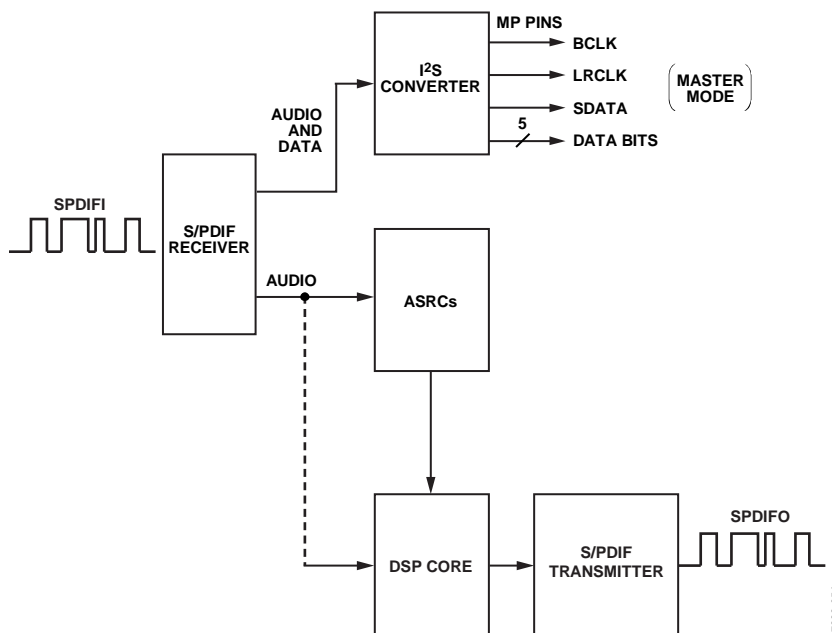 MP PINS
I²S
CONVERTER
BCLK
LRCLK
SDATA
5
DATA BITS
(MASTER
MODE)
AUDIO
AND
DATA
SPDIFI
S/PDIF
RECEIVER
AUDIO
ASRCs
DSP CORE
S/PDIF
TRANSMITTER
SPDIFO